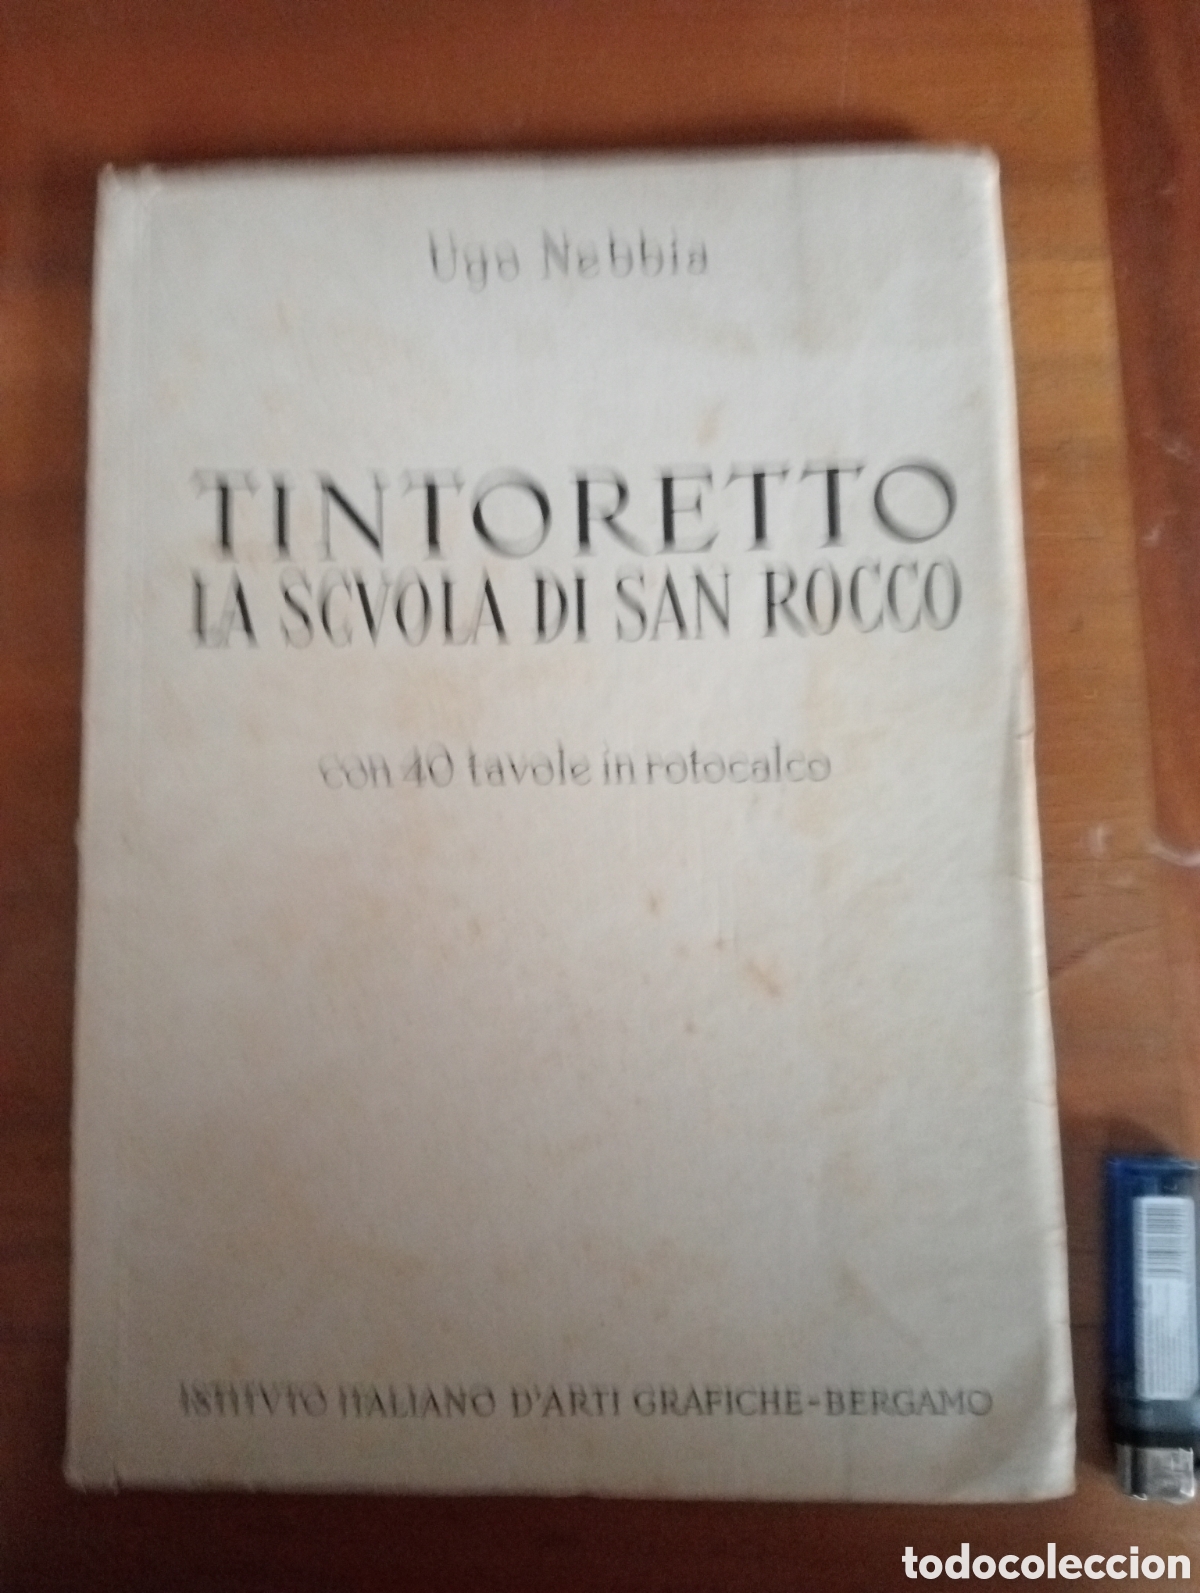 Ugo Nebbia
TINTORETTO
LA SCVOLA DI SAN ROCCO
con 40 tavole in rotocalco
ISTITVTO ITALIANO D'ARTI GRAFICHE-BERGAMO
todocoleccion